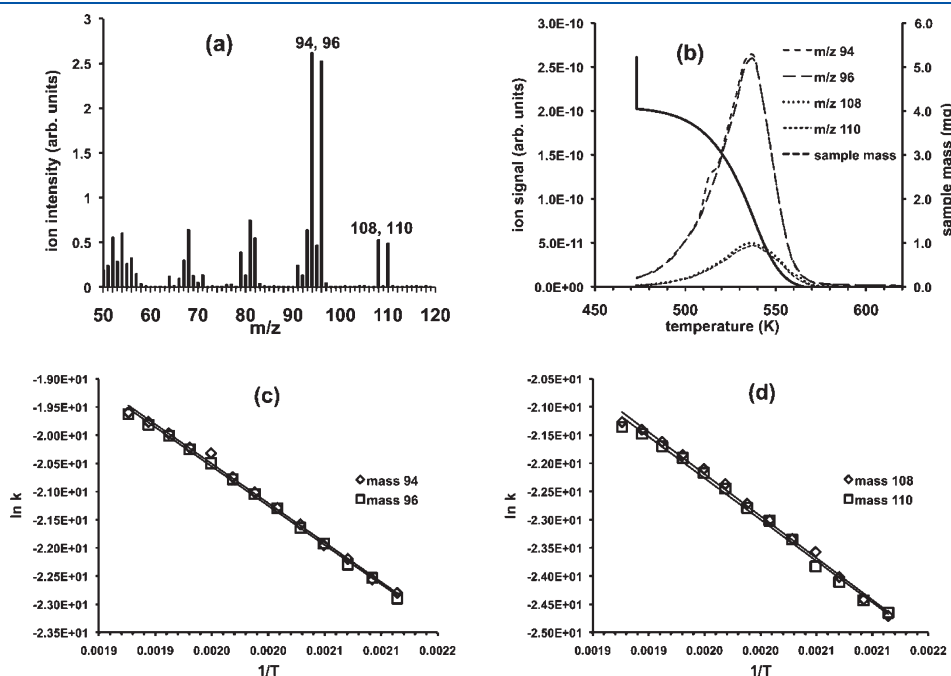 (a)
94, 96
108, 110
3
2.5
2
1.5
1
0.5
0
50 60 70 80 90 100 110 120
m/z
ion intensity (arb. units)
(b)
m/z 94
m/z 96
m/z 108
m/z 110
sample mass
3.0E-10
2.5E-10
2.0E-10
1.5E-10
1.0E-10
5.0E-11
0.0E+00
6.0
5.0
4.0
3.0
2.0
1.0
0.0
450 500 550 600
temperature (K)
ion signal (arb. units)
sample mass (mg)
(c)
mass 94
mass 96
-1.90E+01
-1.95E+01
-2.00E+01
-2.05E+01
-2.10E+01
-2.15E+01
-2.20E+01
-2.25E+01
-2.30E+01
-2.35E+01
0.0019 0.0019 0.0020 0.0020 0.0021 0.0021 0.0022
1/T
ln k
(d)
mass 108
mass 110
-2.05E+01
-2.10E+01
-2.15E+01
-2.20E+01
-2.25E+01
-2.30E+01
-2.35E+01
-2.40E+01
-2.45E+01
-2.50E+01
0.0019 0.0019 0.0020 0.0020 0.0021 0.0021 0.0022
1/T
ln k